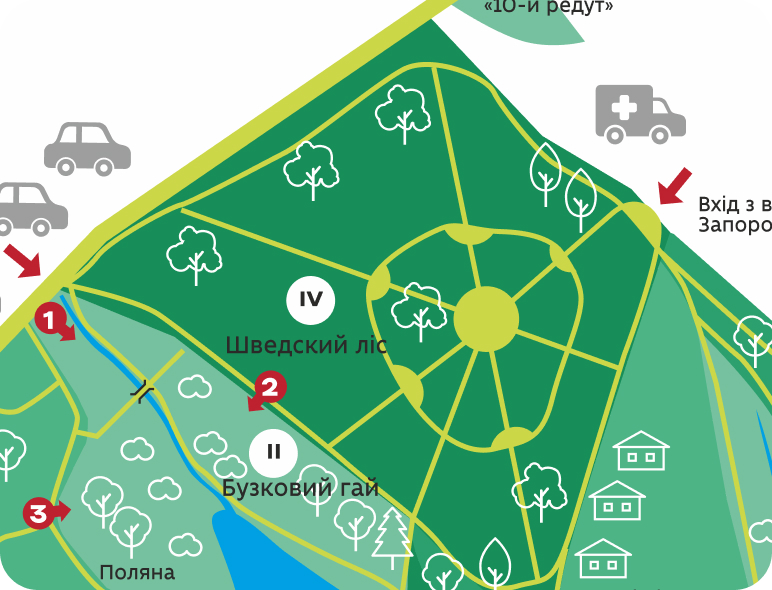 «10-й редут»
Вхід з в
Запоро
IV
Шведский ліс
1
2
II
Бузковий гай
3
Поляна